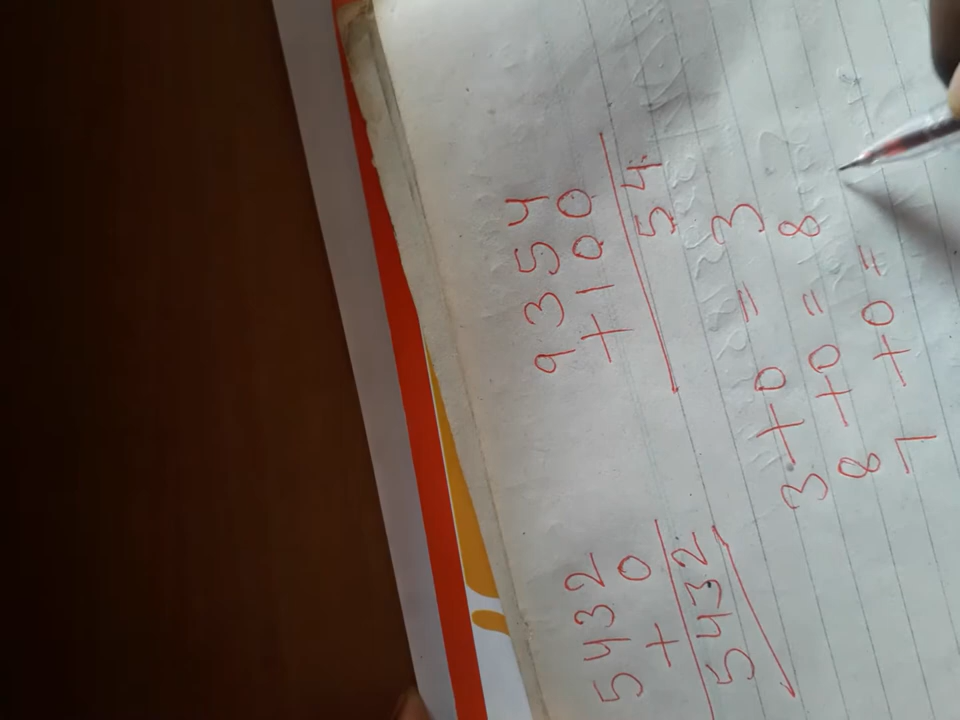 5432
+ 0
5432
9354
+100
54
3 +0 = 3
8 +0 = 8
7 +0 =